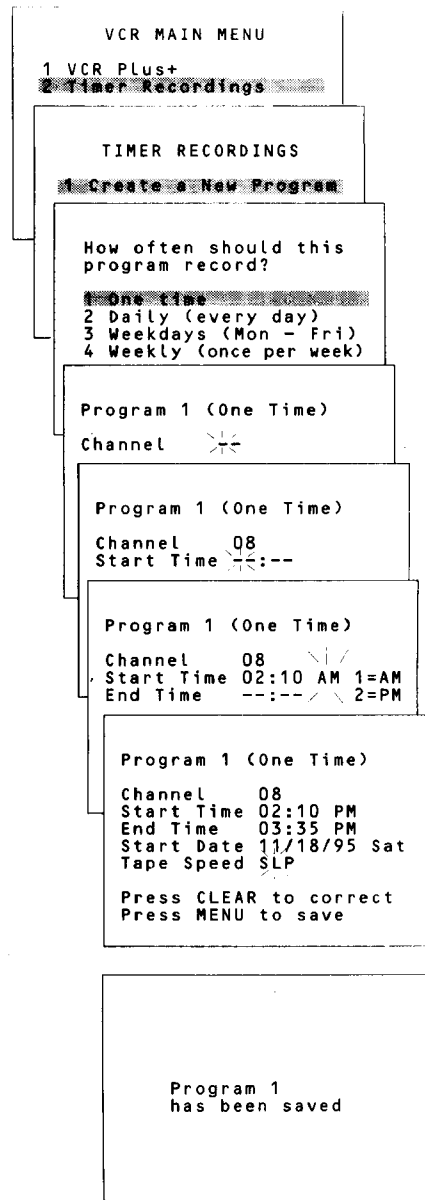 VCR MAIN MENU
1 VCR Plus+
2 Timer Recordings
TIMER RECORDINGS
1 Create a New Program
How often should this
program record?
1 One time
2 Daily (every day)
3 Weekdays (Mon – Fri)
4 Weekly (once per week)
Program 1 (One Time)
Channel --
Program 1 (One Time)
Channel 08
Start Time --:--
Program 1 (One Time)
Channel 08
Start Time 02:10 AM 1=AM
End Time --:-- 2=PM
Program 1 (One Time)
Channel 08
Start Time 02:10 PM
End Time 03:35 PM
Start Date 11/18/95 Sat
Tape Speed SLP
Press CLEAR to correct
Press MENU to save
Program 1
has been saved